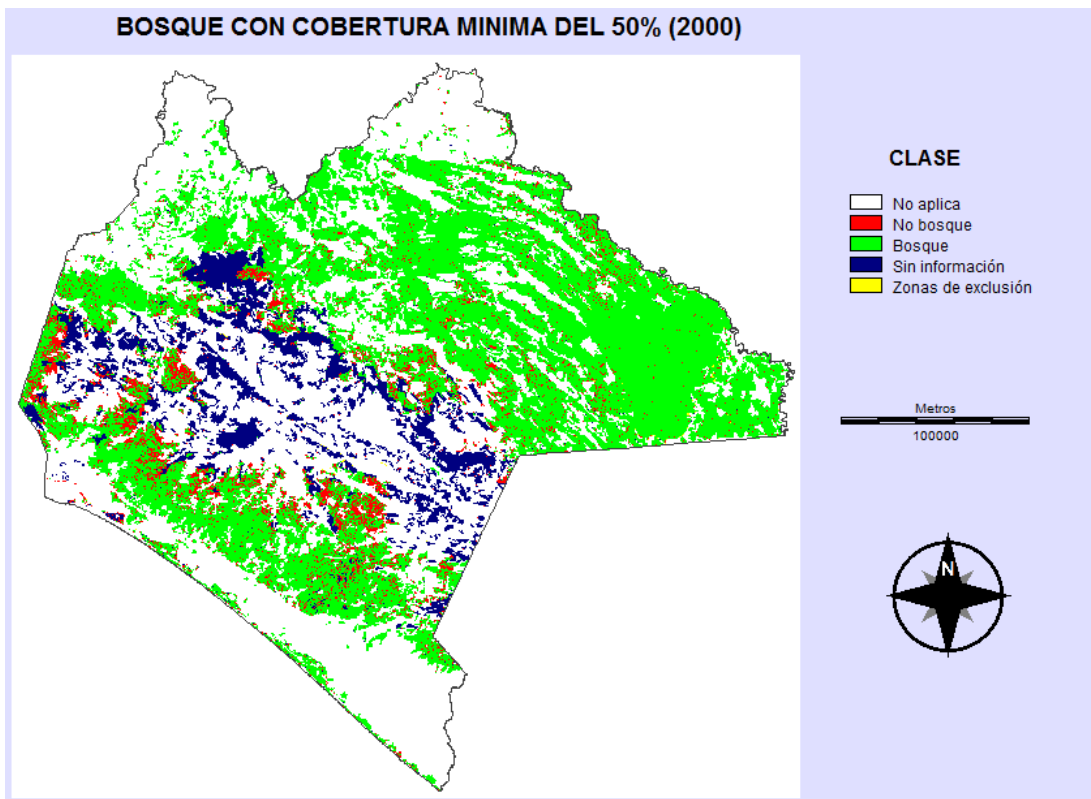 BOSQUE CON COBERTURA MINIMA DEL 50% (2000)
CLASE
No aplica
No bosque
Bosque
Sin información
Zonas de exclusión
Metros
100000
N